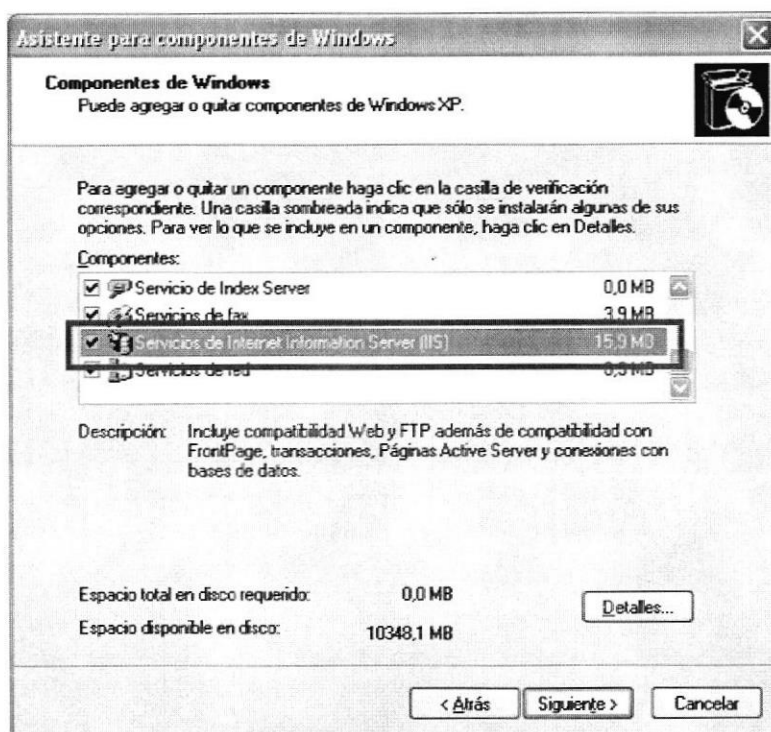 Asistente para componentes de Windows
Componentes de Windows
Puede agregar o quitar componentes de Windows XP.
Para agregar o quitar un componente haga clic en la casilla de verificación
correspondiente. Una casilla sombreada indica que sólo se instalarán algunas de sus
opciones. Para ver lo que se incluye en un componente, haga clic en Detalles.
Componentes:
Servicio de Index Server 0,0 MB
Servicios de fax 3,9 MB
Servicios de Internet Information Server (IIS) 15,9 MB
Servicios de red 0,3 MB
Descripción: Incluye compatibilidad Web y FTP además de compatibilidad con
FrontPage, transacciones, Páginas Active Server y conexiones con
bases de datos.
Espacio total en disco requerido: 0,0 MB
Detalles...
Espacio disponible en disco: 10348,1 MB
< Atrás Siguiente > Cancelar